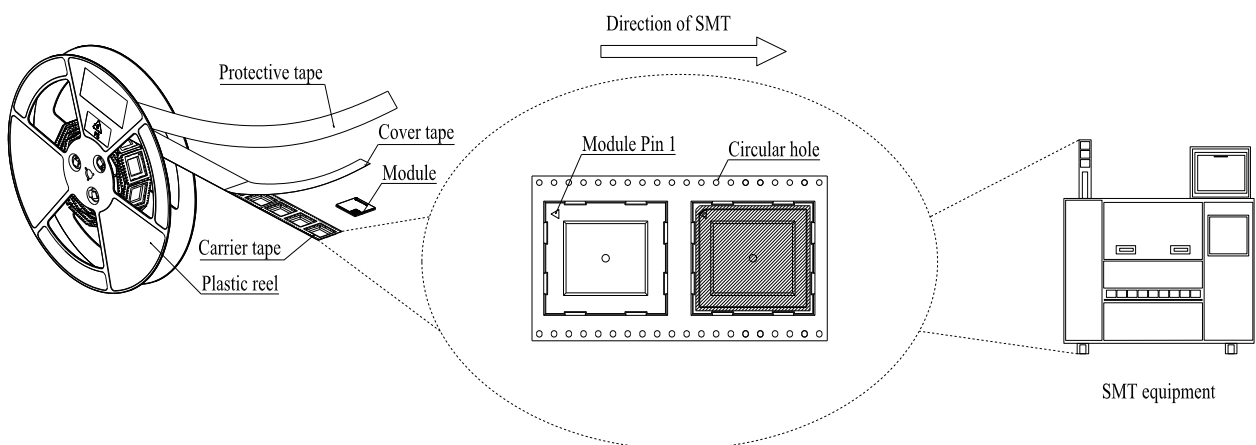 Direction of SMT
Protective tape
Cover tape
Module Pin 1
Circular hole
Module
Carrier tape
Plastic reel
SMT equipment